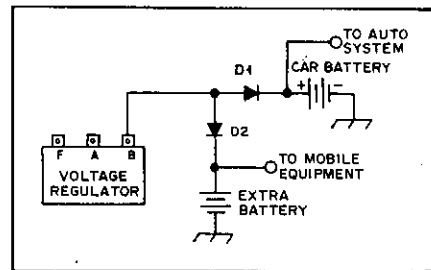 TO AUTO
SYSTEM
D1
CAR BATTERY
+
-
D2
F A B
TO MOBILE
EQUIPMENT
VOLTAGE
REGULATOR
EXTRA
BATTERY